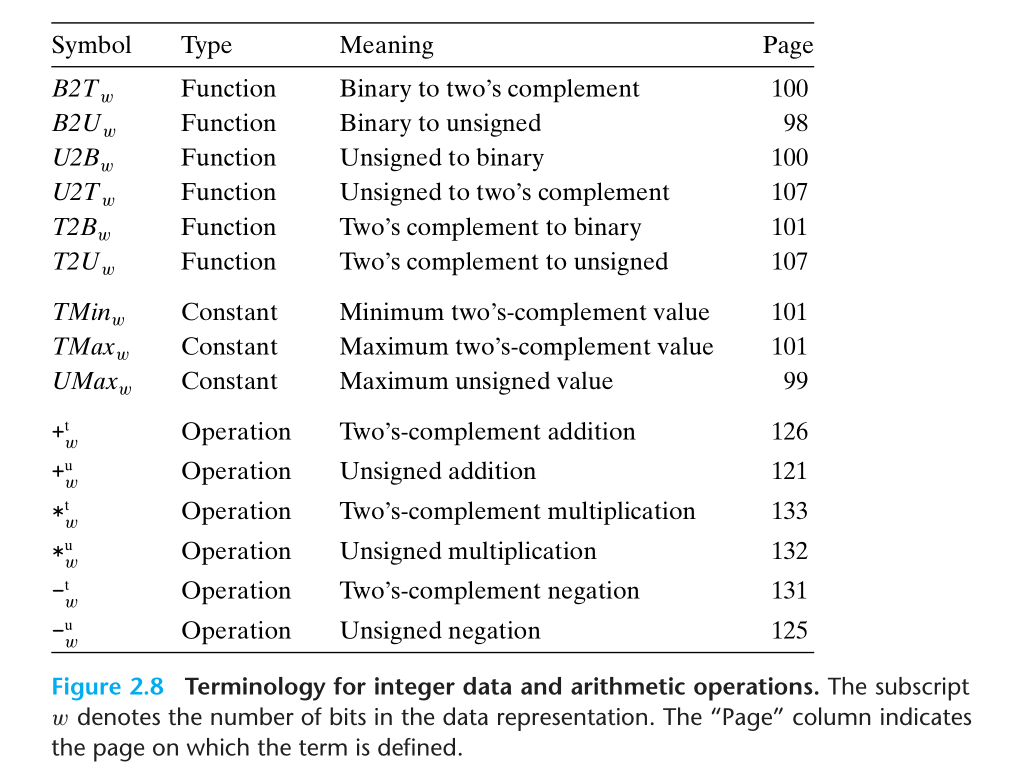 Symbol Type Meaning Page
B2T_w Function Binary to two’s complement 100
B2U_w Function Binary to unsigned 98
U2B_w Function Unsigned to binary 100
U2T_w Function Unsigned to two’s complement 107
T2B_w Function Two’s complement to binary 101
T2U_w Function Two’s complement to unsigned 107
TMin_w Constant Minimum two’s-complement value 101
TMax_w Constant Maximum two’s-complement value 101
UMax_w Constant Maximum unsigned value 99
+^t_w Operation Two’s-complement addition 126
+^u_w Operation Unsigned addition 121
*^t_w Operation Two’s-complement multiplication 133
*^u_w Operation Unsigned multiplication 132
-^t_w Operation Two’s-complement negation 131
-^u_w Operation Unsigned negation 125
Figure 2.8 Terminology for integer data and arithmetic operations. The subscript
w denotes the number of bits in the data representation. The “Page” column indicates
the page on which the term is defined.